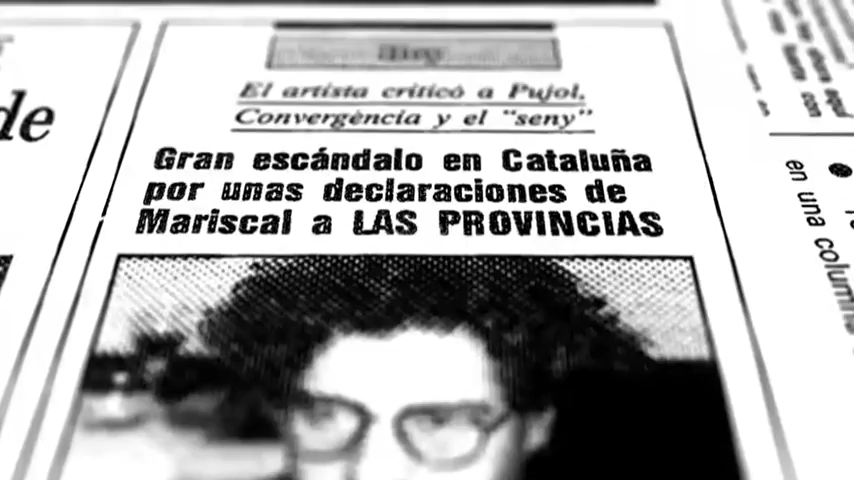 de
El artista criticó a Pujol,
Convergència y el "seny"
Gran escándalo en Cataluña
por unas declaraciones de
Mariscal a LAS PROVINCIAS
en una columna